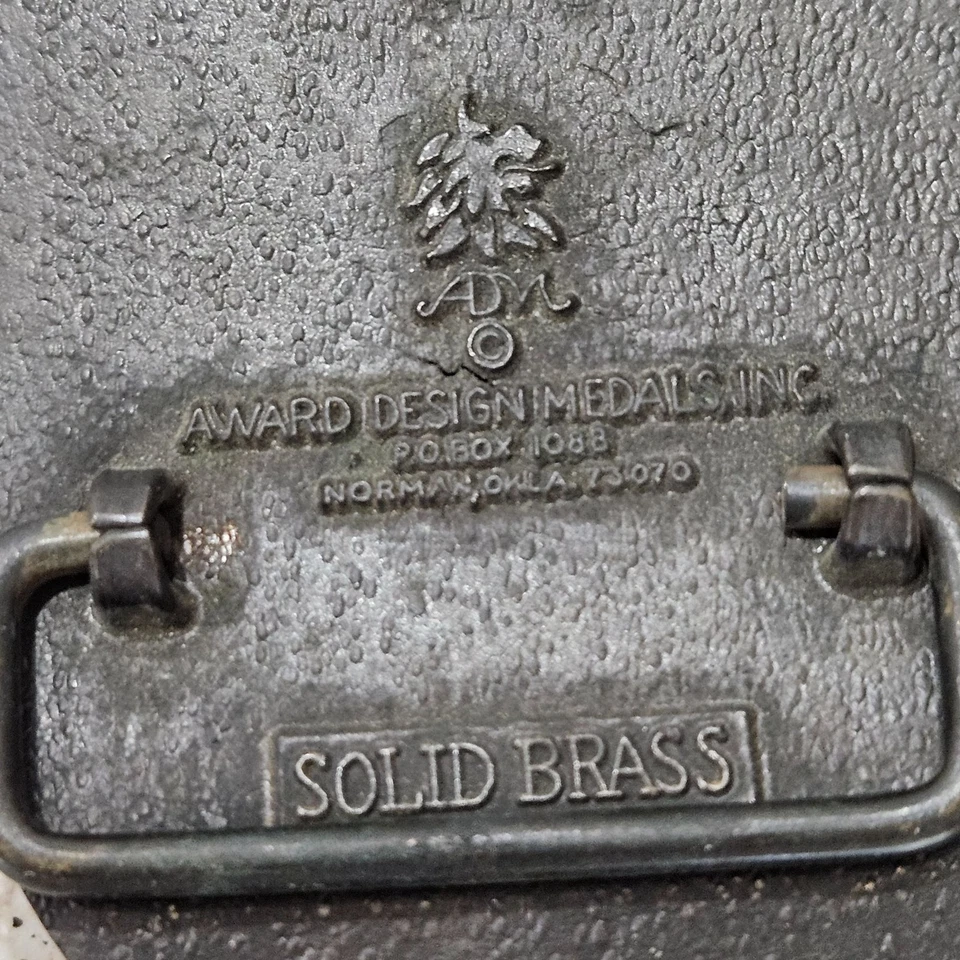 ADM
©
AWARD DESIGN MEDALS, INC.
P.O. BOX 1088
NORMAN, OKLA. 73070
SOLID BRASS